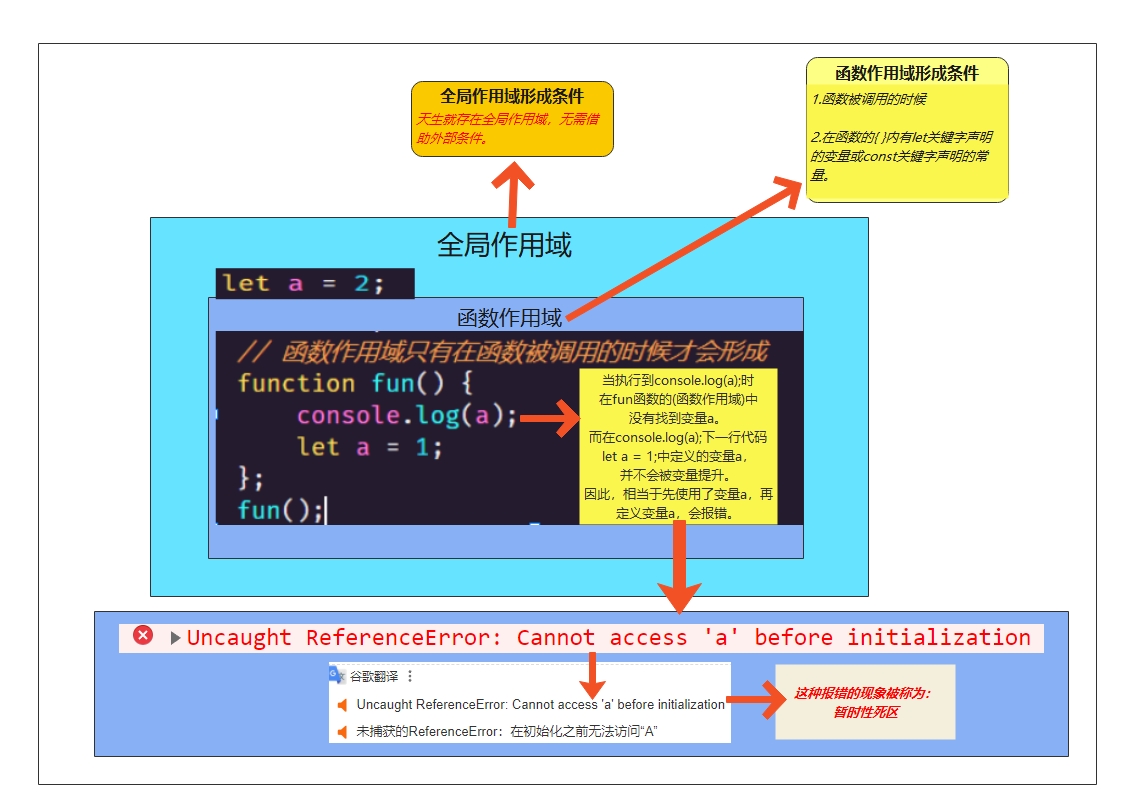 全局作用域形成条件
天生就存在全局作用域，无需借
助外部条件。
函数作用域形成条件
1.函数被调用的时候
2.在函数的{ }内有let关键字声明
的变量或const关键字声明的常
量。
全局作用域
let a = 2;
函数作用域
// 函数作用域只有在函数被调用的时候才会形成
function fun() {
console.log(a);
let a = 1;
};
fun();
当执行到console.log(a);时
在fun函数的(函数作用域)中
没有找到变量a。
而在console.log(a);下一行代码
let a = 1;中定义的变量a，
并不会被变量提升。
因此，相当于先使用了变量a，再
定义变量a，会报错。
Uncaught ReferenceError: Cannot access 'a' before initialization
谷歌翻译
Uncaught ReferenceError: Cannot access 'a' before initialization
未捕获的ReferenceError：在初始化之前无法访问“A”
这种报错的现象被称为：
暂时性死区